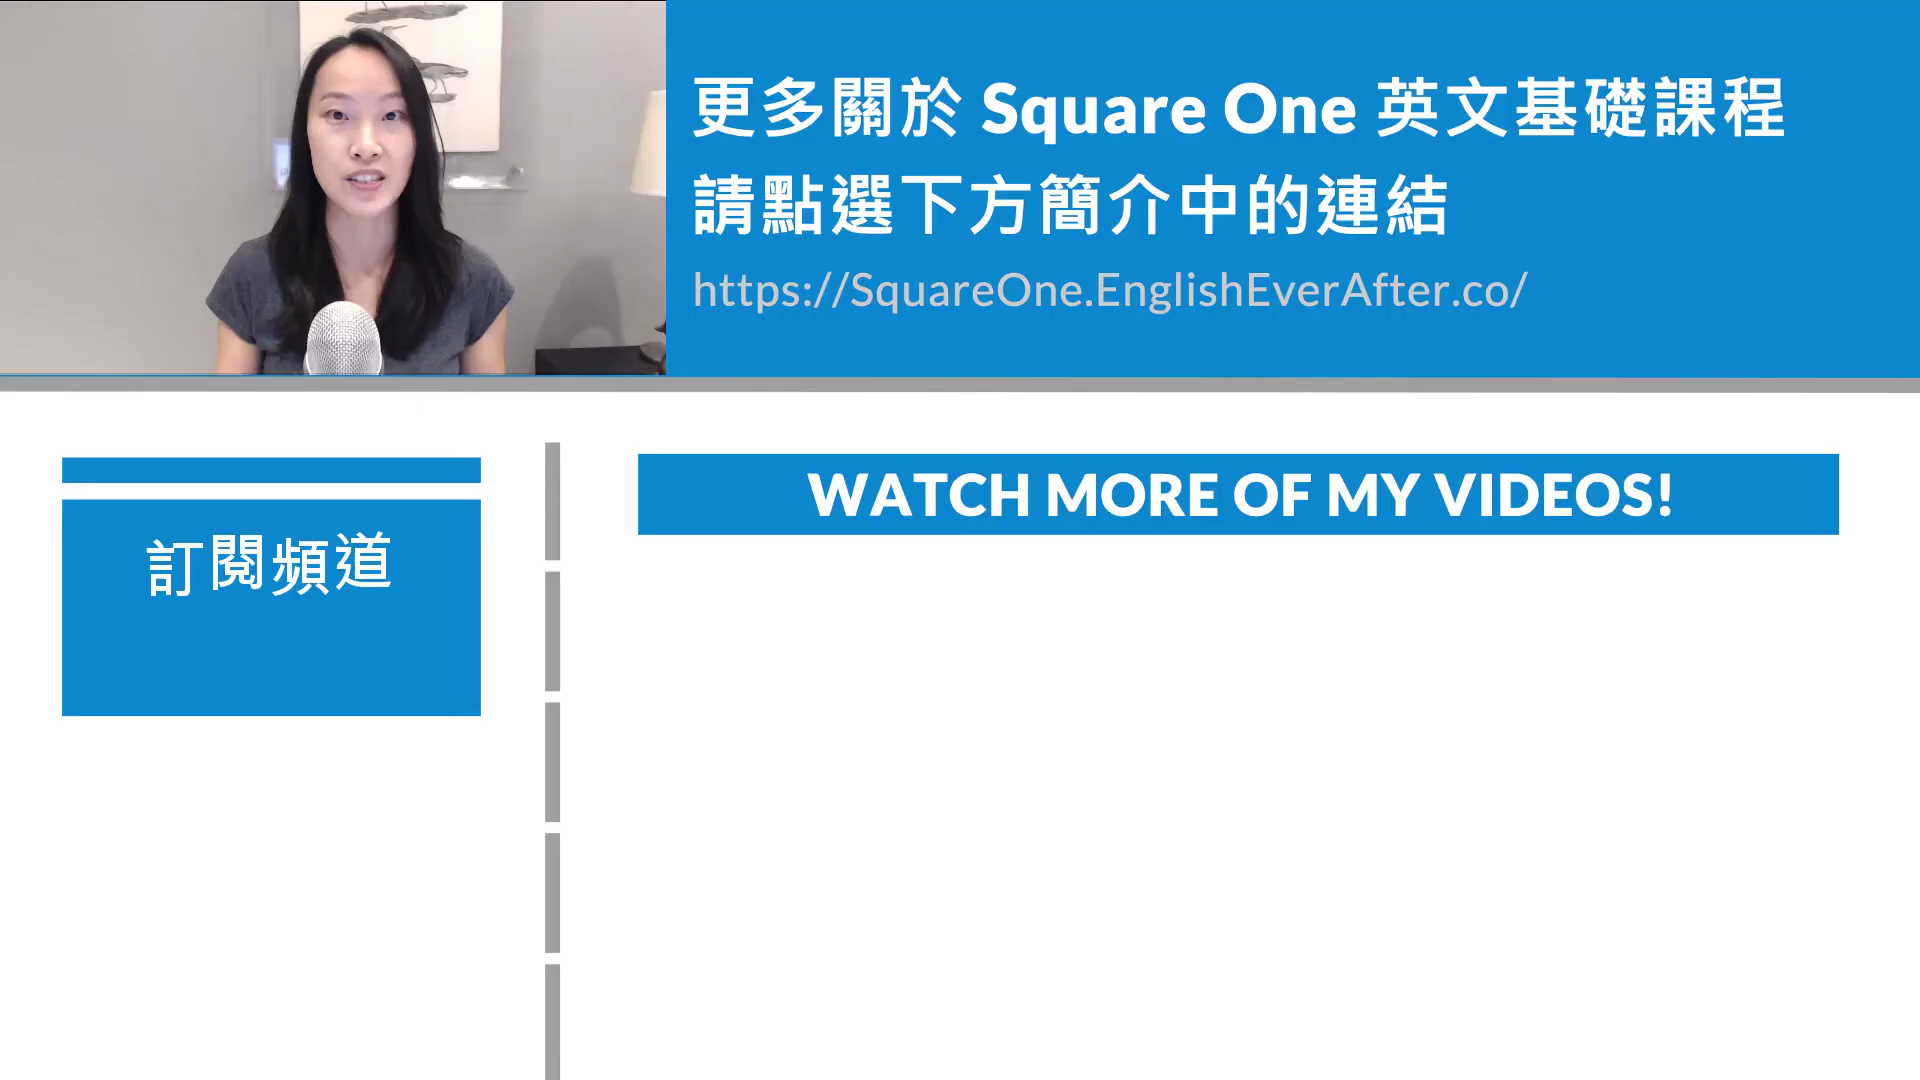 更多關於 Square One 英文基礎課程
請點選下方簡介中的連結
https://SquareOne.EnglishEverAfter.co/
訂閱頻道
WATCH MORE OF MY VIDEOS!